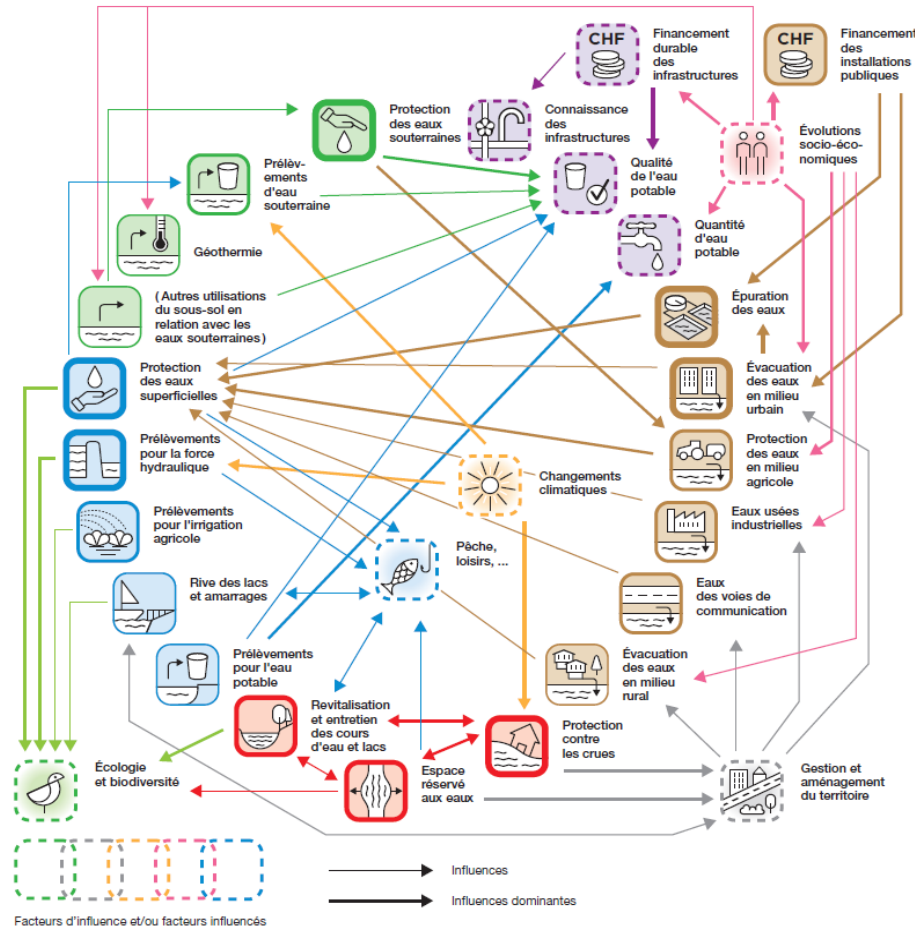 CHF
Financement
durable
des
infrastructures
CHF
Financement
des
installations
publiques
Protection
des eaux
souterraines
Connaissance
des
infrastructures
Évolutions
socio-éco-
nomiques
Prélèv-
ements
d'eau
souterraine
Qualité
de l'eau
potable
Géothermie
Quantité
d'eau
potable
(Autres utilisations
du sous-sol en
relation avec les
eaux souterraines)
Épuration
des eaux
Protection
des eaux
superficielles
Évacuation
des eaux
en milieu
urbain
Prélèvements
pour la force
hydraulique
Protection
des eaux
en milieu
agricole
Changements
climatiques
Prélèvements
pour l'irrigation
agricole
Eaux usées
industrielles
Pêche,
loisirs, ...
Rive des lacs
et amarrages
Eaux
des voies de
communication
Prélèvements
pour l'eau
potable
Évacuation
des eaux
en milieu
rural
Revitalisation
et entretien
des cours
d'eau et lacs
Protection
contre
les crues
Écologie
et biodiversité
Espace
réservé
aux eaux
Gestion et
aménagement
du territoire
Influences
Influences dominantes
Facteurs d'influence et/ou facteurs influencés